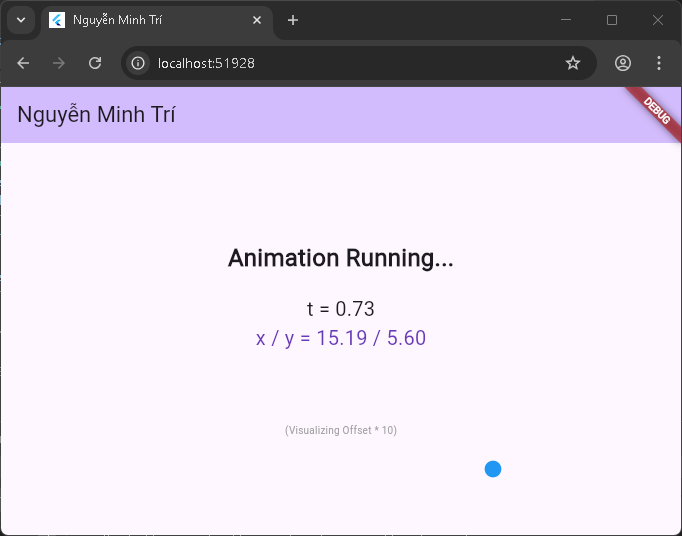 Nguyễn Minh Trí
localhost:51928
Nguyễn Minh Trí
DEBUG
Animation Running...
t = 0.73
x / y = 15.19 / 5.60
(Visualizing Offset * 10)